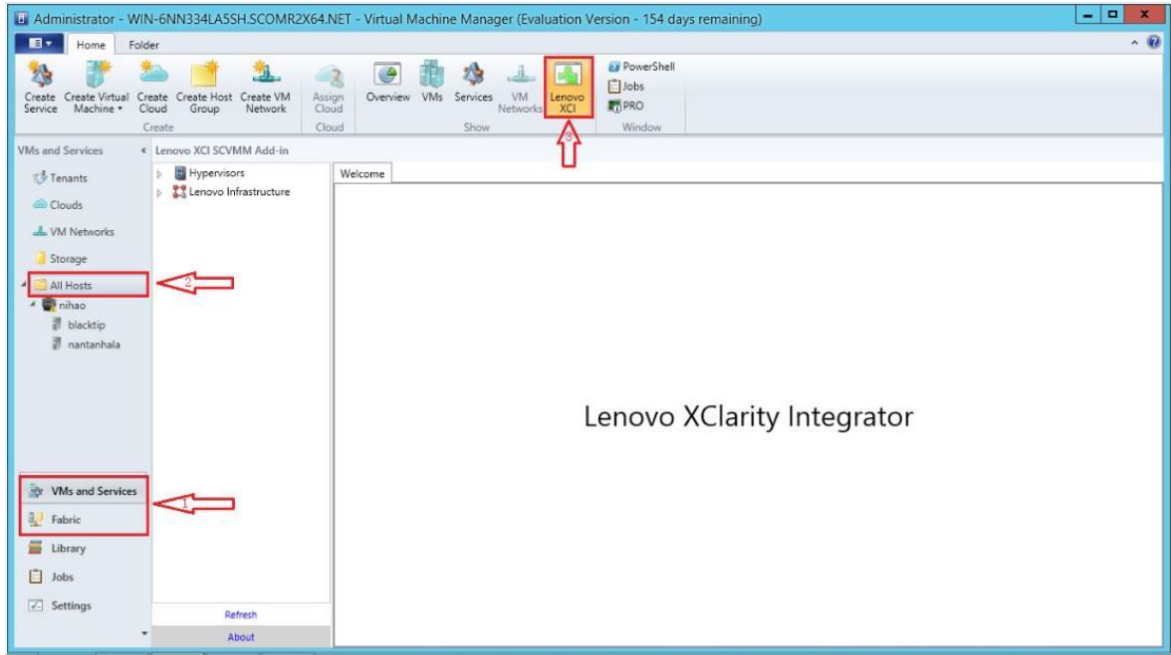 Administrator - WIN-6NN334LA5SH.SCOMR2X64.NET - Virtual Machine Manager (Evaluation Version - 154 days remaining)
Home Folder
Create Service
Create Virtual Machine
Create Cloud
Create Host Group
Create VM Network
Assign Cloud
Overview
VMs
Services
VM Networks
Lenovo XCI
PowerShell
Jobs
PRO
Create Cloud Show Window
3
VMs and Services
Lenovo XCI SCVMM Add-in
Tenants
Clouds
VM Networks
Storage
All Hosts
2
nihao
blacktip
nantanhala
VMs and Services
1
Fabric
Library
Jobs
Settings
Hypervisors
Lenovo Infrastructure
Refresh
About
Welcome
Lenovo XClarity Integrator